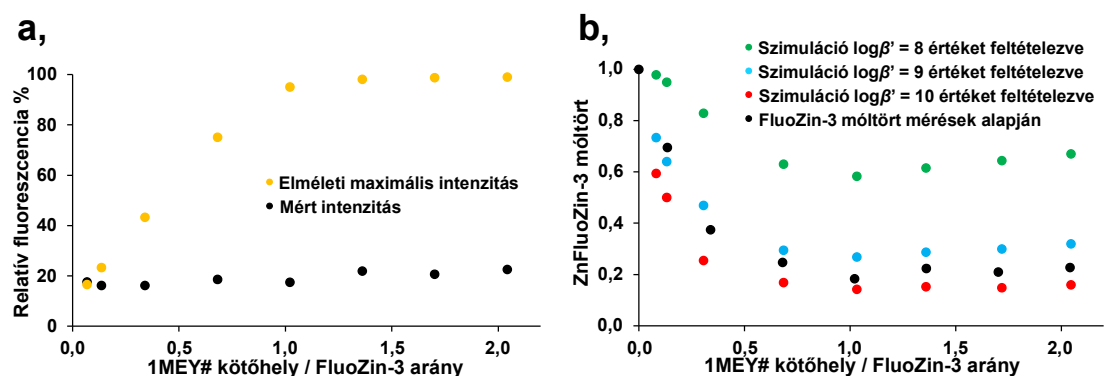 a,
Relatív fluoreszcencia %
100
80
60
40
20
0
Elméleti maximális intenzitás
Mért intenzitás
0,0 0,5 1,0 1,5 2,0
1MEY# kötőhely / FluoZin-3 arány
b,
ZnFluoZin-3 móltört
1,0
0,8
0,6
0,4
0,2
0,0
Szimuláció logβ' = 8 értéket feltételezve
Szimuláció logβ' = 9 értéket feltételezve
Szimuláció logβ' = 10 értéket feltételezve
FluoZin-3 móltört mérések alapján
0,0 0,5 1,0 1,5 2,0
1MEY# kötőhely / FluoZin-3 arány